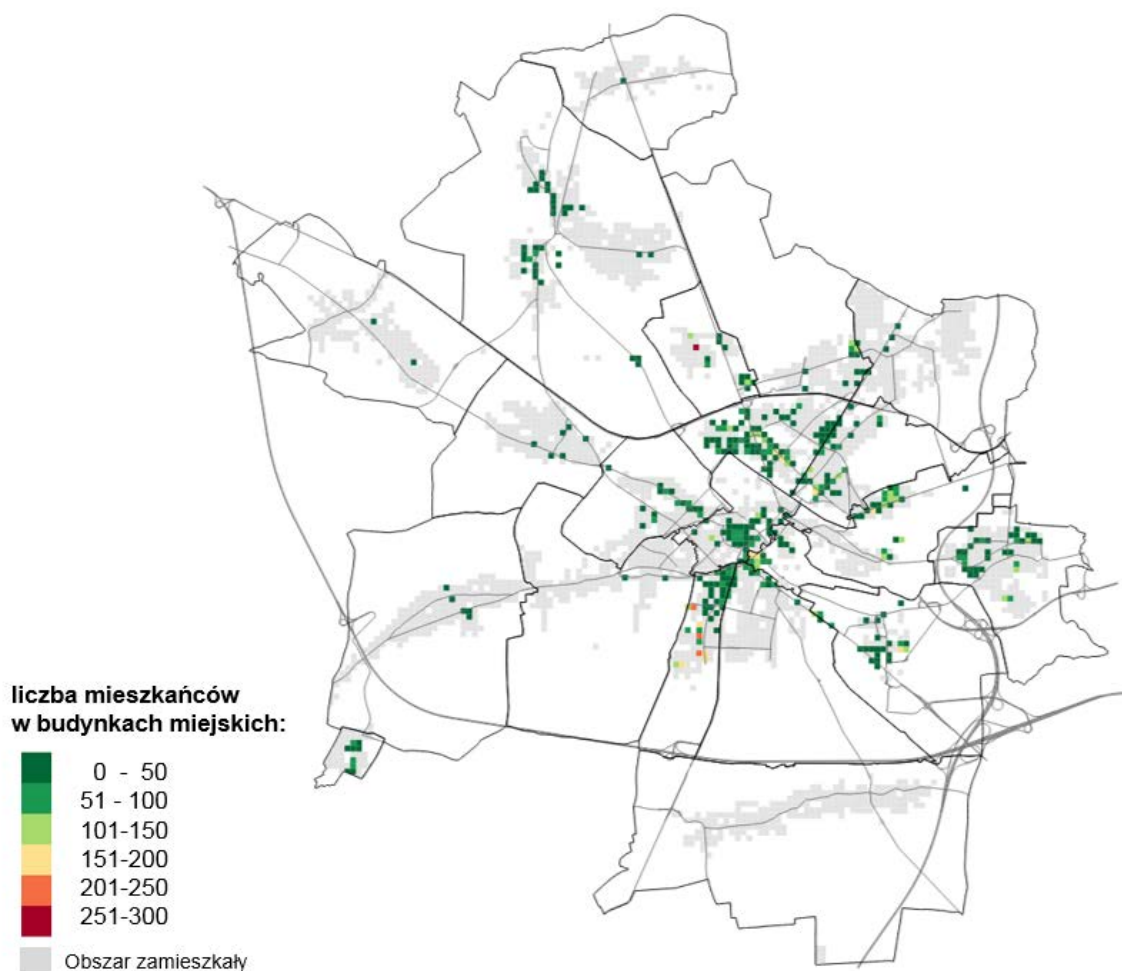 liczba mieszkańców
w budynkach miejskich:
0 - 50
51 - 100
101-150
151-200
201-250
251-300
Obszar zamieszkały